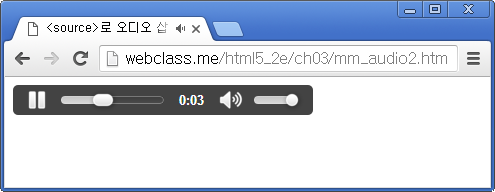 <source>로 오디오 삽
webclass.me/html5_2e/ch03/mm_audio2.htm
0:03